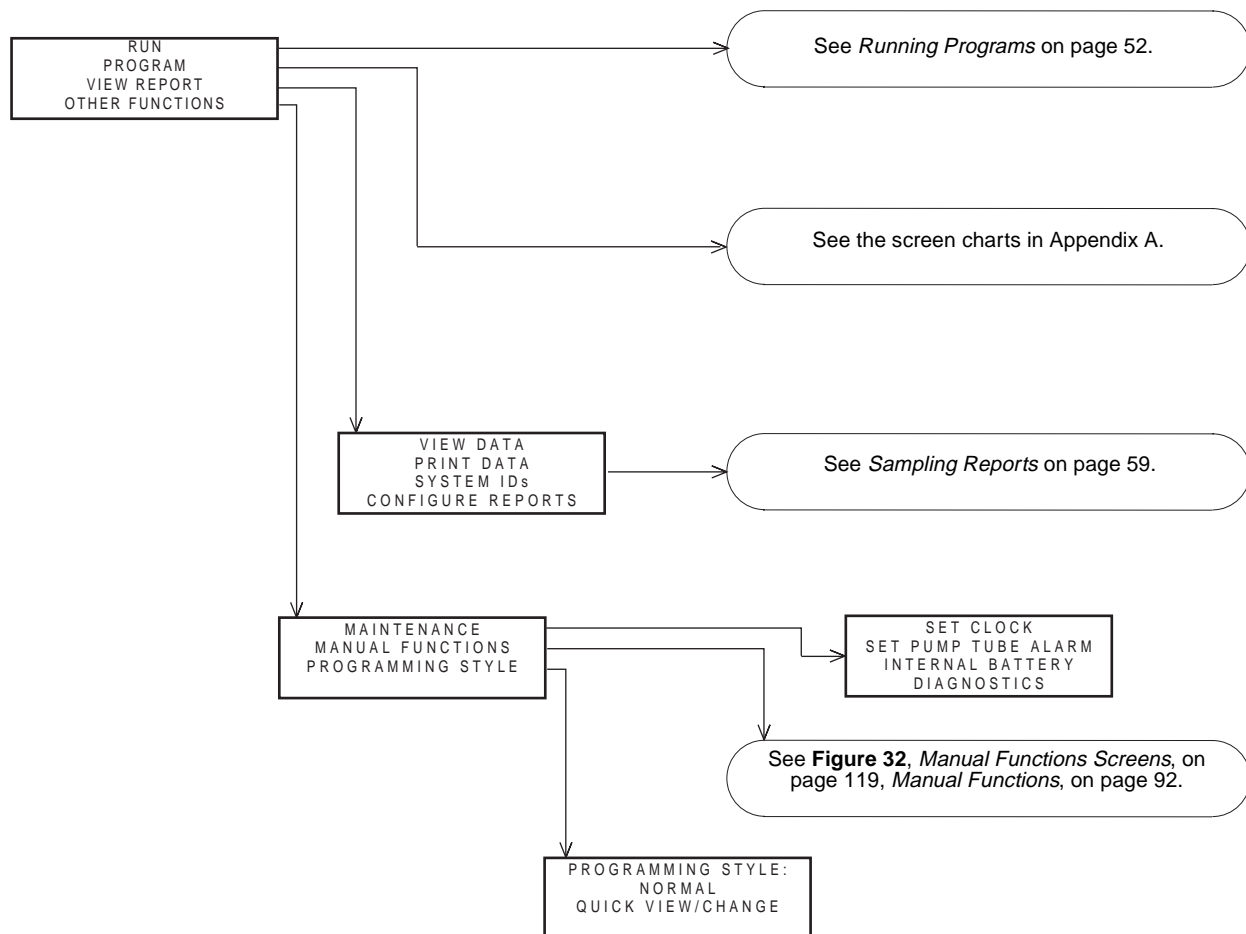 RUN
PROGRAM
VIEW REPORT
OTHER FUNCTIONS
See Running Programs on page 52.
See the screen charts in Appendix A.
VIEW DATA
PRINT DATA
SYSTEM IDs
CONFIGURE REPORTS
See Sampling Reports on page 59.
MAINTENANCE
MANUAL FUNCTIONS
PROGRAMMING STYLE
SET CLOCK
SET PUMP TUBE ALARM
INTERNAL BATTERY
DIAGNOSTICS
See Figure 32, Manual Functions Screens, on
page 119, Manual Functions, on page 92.
PROGRAMMING STYLE:
NORMAL
QUICK VIEW/CHANGE